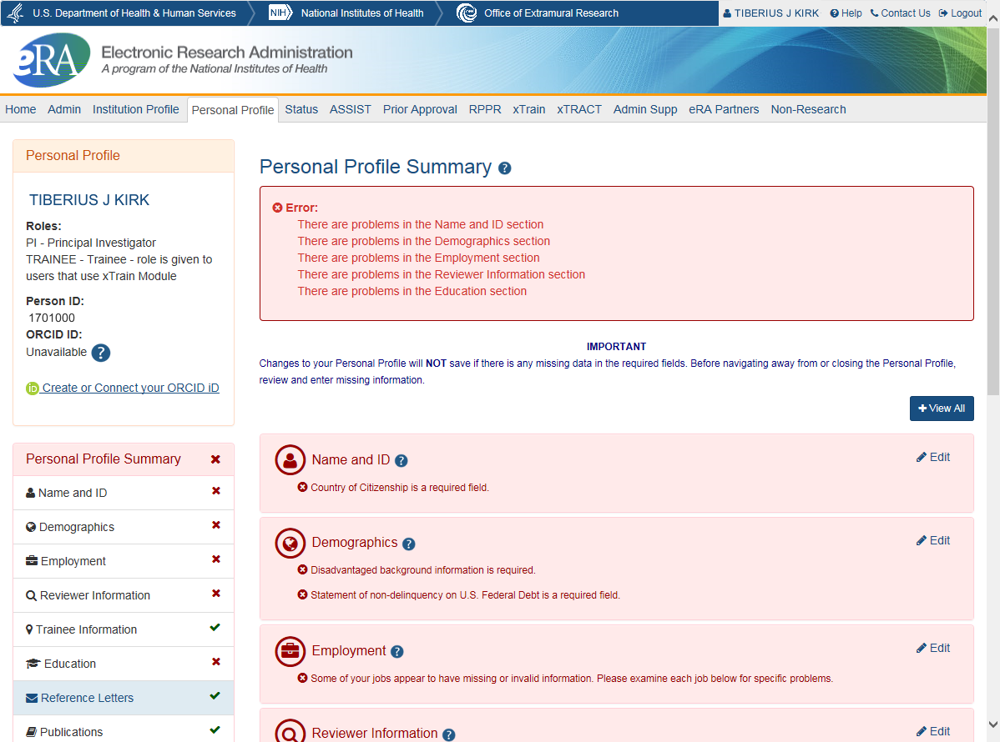 U.S. Department of Health & Human Services
NIH National Institutes of Health
Office of Extramural Research
TIBERIUS J KIRK Help Contact Us Logout
eRA
Electronic Research Administration
A program of the National Institutes of Health
Home Admin Institution Profile Personal Profile Status ASSIST Prior Approval RPPR xTrain xTRACT Admin Supp eRA Partners Non-Research
Personal Profile
TIBERIUS J KIRK
Roles:
PI - Principal Investigator
TRAINEE - Trainee - role is given to
users that use xTrain Module
Person ID:
1701000
ORCID ID:
Unavailable ?
iD Create or Connect your ORCID iD
Personal Profile Summary
Name and ID
Demographics
Employment
Reviewer Information
Trainee Information
Education
Reference Letters
Publications
Personal Profile Summary ?
Error:
There are problems in the Name and ID section
There are problems in the Demographics section
There are problems in the Employment section
There are problems in the Reviewer Information section
There are problems in the Education section
IMPORTANT
Changes to your Personal Profile will NOT save if there is any missing data in the required fields. Before navigating away from or closing the Personal Profile,
review and enter missing information.
View All
Name and ID ? Edit
Country of Citizenship is a required field.
Demographics ? Edit
Disadvantaged background information is required.
Statement of non-delinquency on U.S. Federal Debt is a required field.
Employment ? Edit
Some of your jobs appear to have missing or invalid information. Please examine each job below for specific problems.
Reviewer Information ? Edit